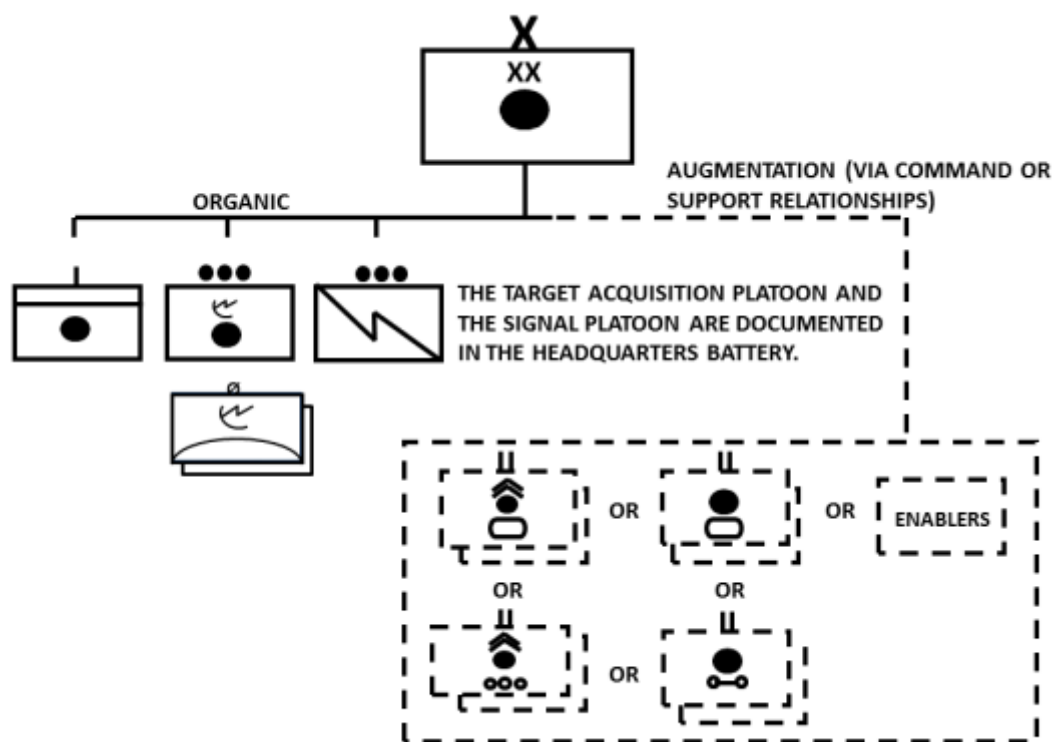 X
XX
AUGMENTATION (VIA COMMAND OR
SUPPORT RELATIONSHIPS)
ORGANIC
THE TARGET ACQUISITION PLATOON AND
THE SIGNAL PLATOON ARE DOCUMENTED
IN THE HEADQUARTERS BATTERY.
OR
OR
ENABLERS
OR
OR
OR